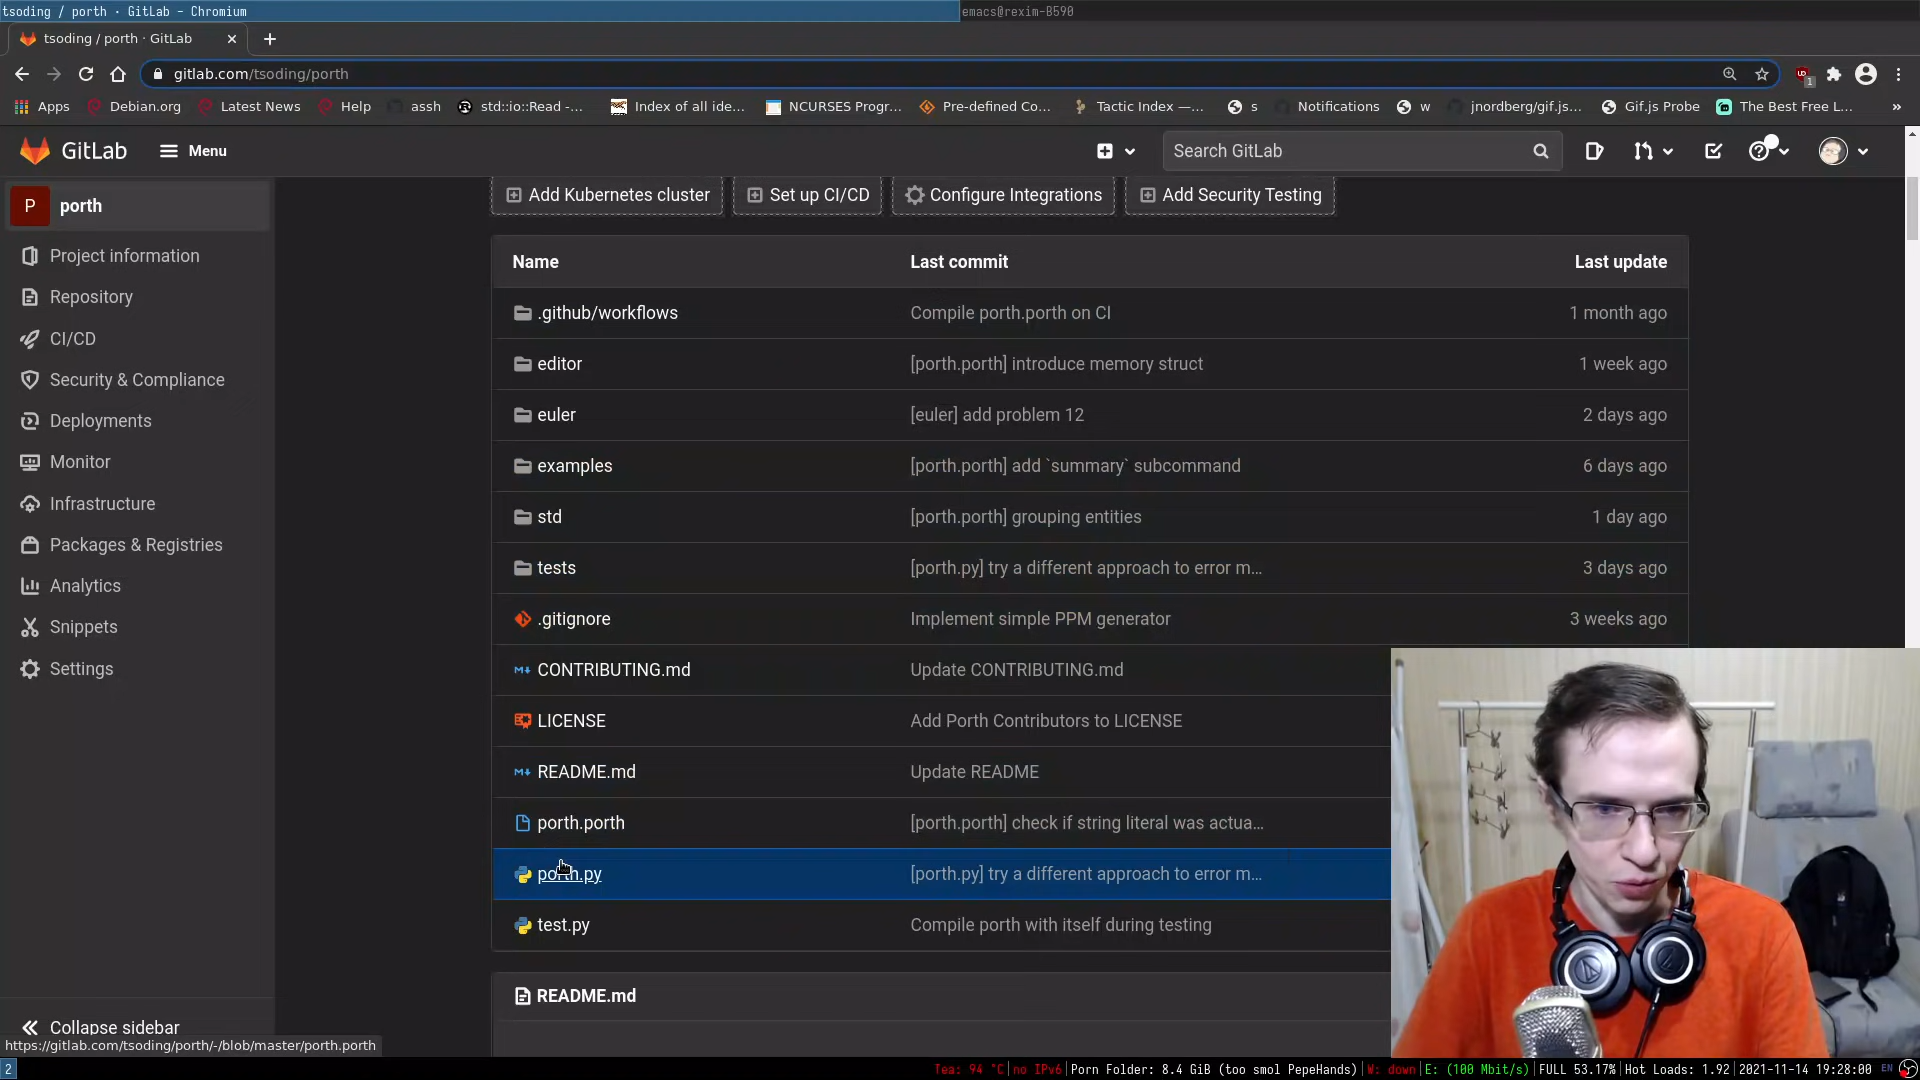 tsoding / porth · GitLab - Chromium
emacs@rexim-B590
tsoding / porth · GitLab
gitlab.com/tsoding/porth
Apps
Debian.org
Latest News
Help
assh
std::io::Read -...
Index of all ide...
NCURSES Progr...
Pre-defined Co...
Tactic Index —...
s
Notifications
w
jnordberg/gif.js...
Gif.js Probe
The Best Free L...
»
GitLab
Menu
Search GitLab
P
porth
Add Kubernetes cluster
Set up CI/CD
Configure Integrations
Add Security Testing
Project information
Repository
CI/CD
Security & Compliance
Deployments
Monitor
Infrastructure
Packages & Registries
Analytics
Snippets
Settings
Collapse sidebar
Name Last commit Last update
.github/workflows Compile porth.porth on CI 1 month ago
editor [porth.porth] introduce memory struct 1 week ago
euler [euler] add problem 12 2 days ago
examples [porth.porth] add `summary` subcommand 6 days ago
std [porth.porth] grouping entities 1 day ago
tests [porth.py] try a different approach to error m... 3 days ago
.gitignore Implement simple PPM generator 3 weeks ago
CONTRIBUTING.md Update CONTRIBUTING.md
LICENSE Add Porth Contributors to LICENSE
README.md Update README
porth.porth [porth.porth] check if string literal was actua...
porth.py [porth.py] try a different approach to error m...
test.py Compile porth with itself during testing
README.md
https://gitlab.com/tsoding/porth/-/blob/master/porth.porth
2
Tea: 94 °C|no IPv6|Porn Folder: 8.4 GiB (too smol PepeHands)|W: down|E: (100 Mbit/s)|FULL 53.17%|Hot Loads: 1.92|2021-11-14 19:28:00 EN